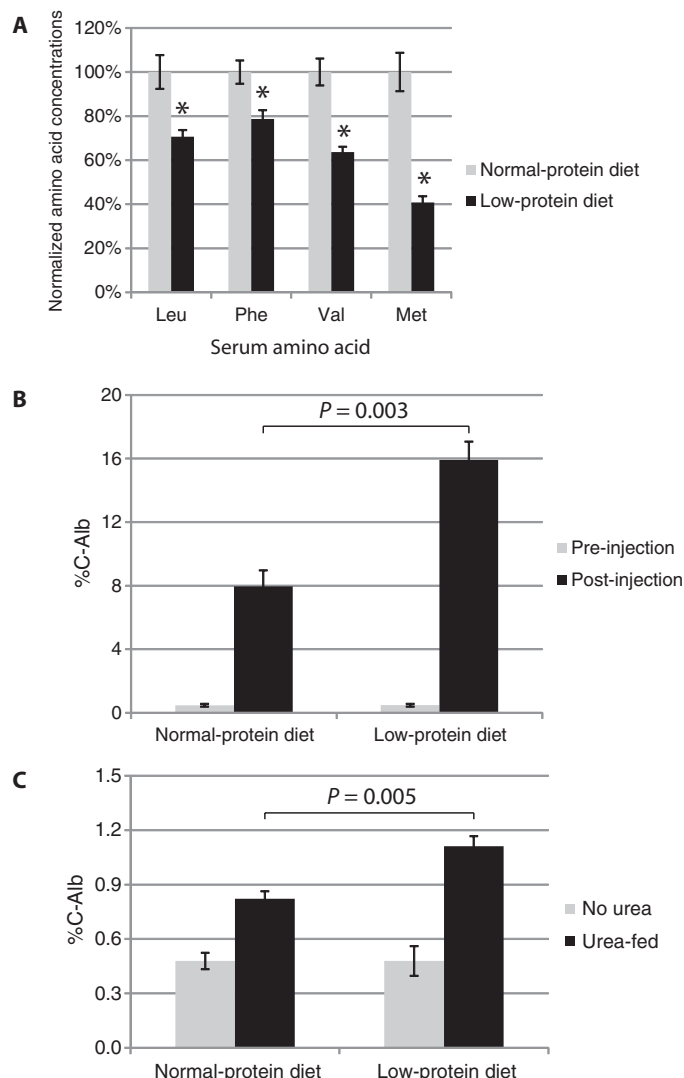 A
Normalized amino acid concentrations
120%
100%
80%
60%
40%
20%
0%
*
*
*
*
Leu Phe Val Met
Serum amino acid
Normal-protein diet
Low-protein diet
B
%C-Alb
20
16
12
8
4
0
P = 0.003
Normal-protein diet Low-protein diet
Pre-injection
Post-injection
C
%C-Alb
1.5
1.2
0.9
0.6
0.3
0.0
P = 0.005
Normal-protein diet Low-protein diet
No urea
Urea-fed